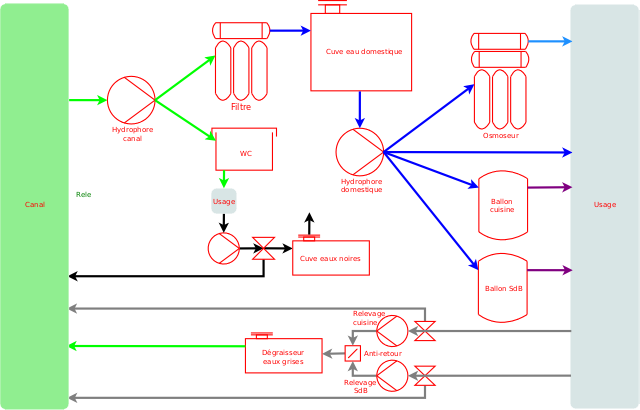 Cuve eau domestique
Filtre
Hydrophore
canal
Osmoseur
WC
Hydrophore
domestique
Rele
Canal
Usage
Ballon
cuisine
Usage
Cuve eaux noires
Ballon SdB
Relevage
cuisine
Dégraisseur
eaux grises
Anti-retour
Relevage
SdB